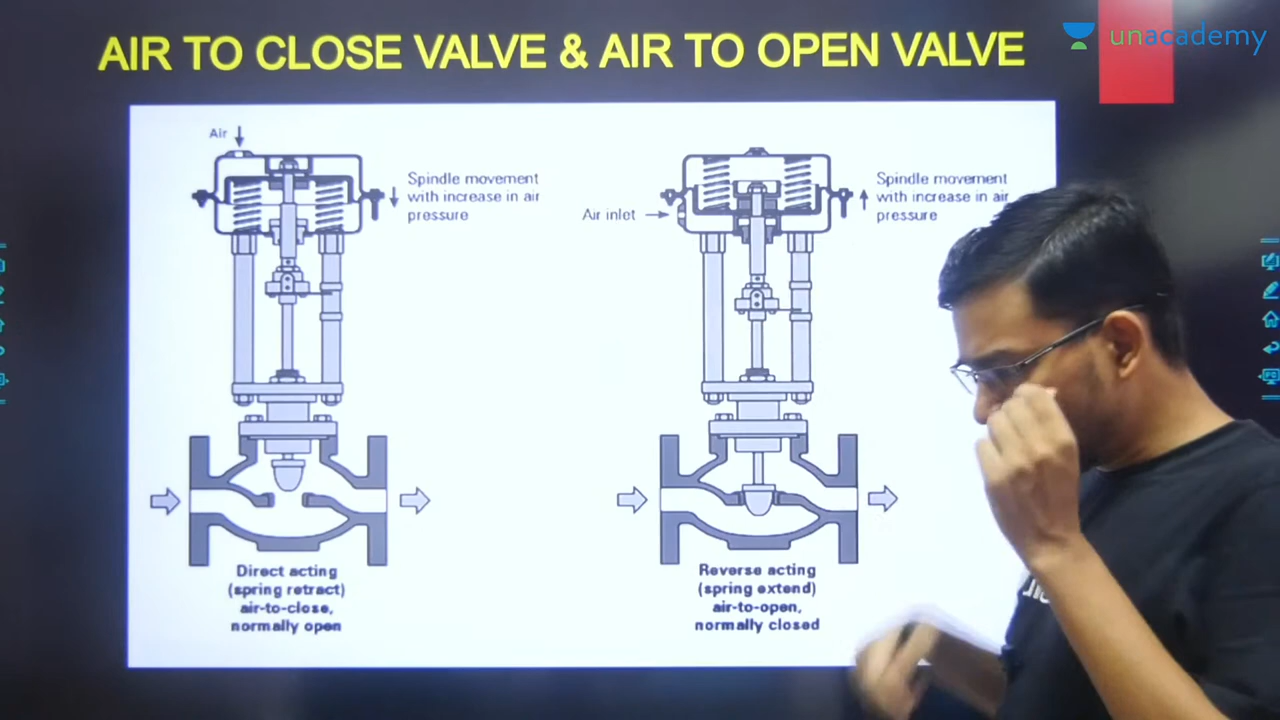 AIR TO CLOSE VALVE & AIR TO OPEN VALVE
unacademy
Air
Spindle movement
with increase in air
pressure
Air inlet
Spindle movement
with increase in air
pressure
Direct acting
(spring retract)
air-to-close,
normally open
Reverse acting
(spring extend)
air-to-open,
normally closed